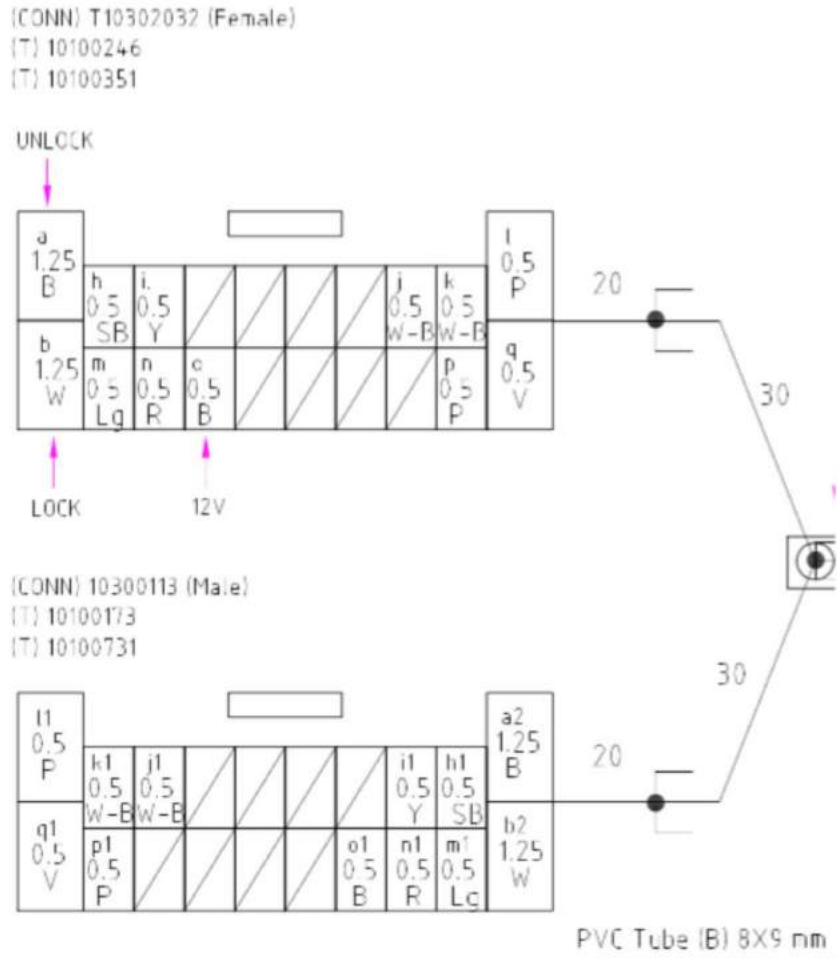 (CONN) T10302032 (Female)
(T) 10100246
(T) 10100351
UNLOCK
a 1.25 B
h 0.5 SB
i. 0.5 Y
j 0.5 W-B
k 0.5 W-B
l 0.5 P
b 1.25 W
m 0.5 Lg
n 0.5 R
o 0.5 B
p 0.5 P
q 0.5 V
20
30
LOCK
12V
(CONN) 10300113 (Male)
(T) 10100173
(T) 10100731
l1 0.5 P
k1 0.5 W-B
j1 0.5 W-B
i1 0.5 Y
h1 0.5 SB
a2 1.25 B
q1 0.5 V
p1 0.5 P
o1 0.5 B
n1 0.5 R
m1 0.5 Lg
b2 1.25 W
30
20
PVC Tube (B) 8X9 mm